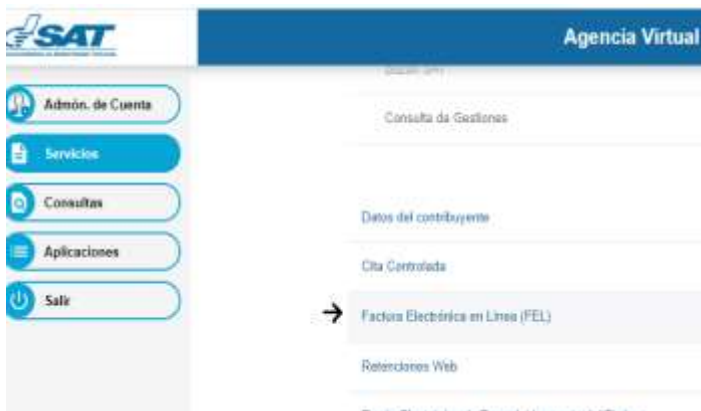 SAT
Agencia Virtual
Admón. de Cuenta
Servicios
Consultas
Aplicaciones
Salir
Consulta de Gestiones
Datos del contribuyente
Cita Controlada
Factura Electrónica en Línea (FEL)
Retenciones Web